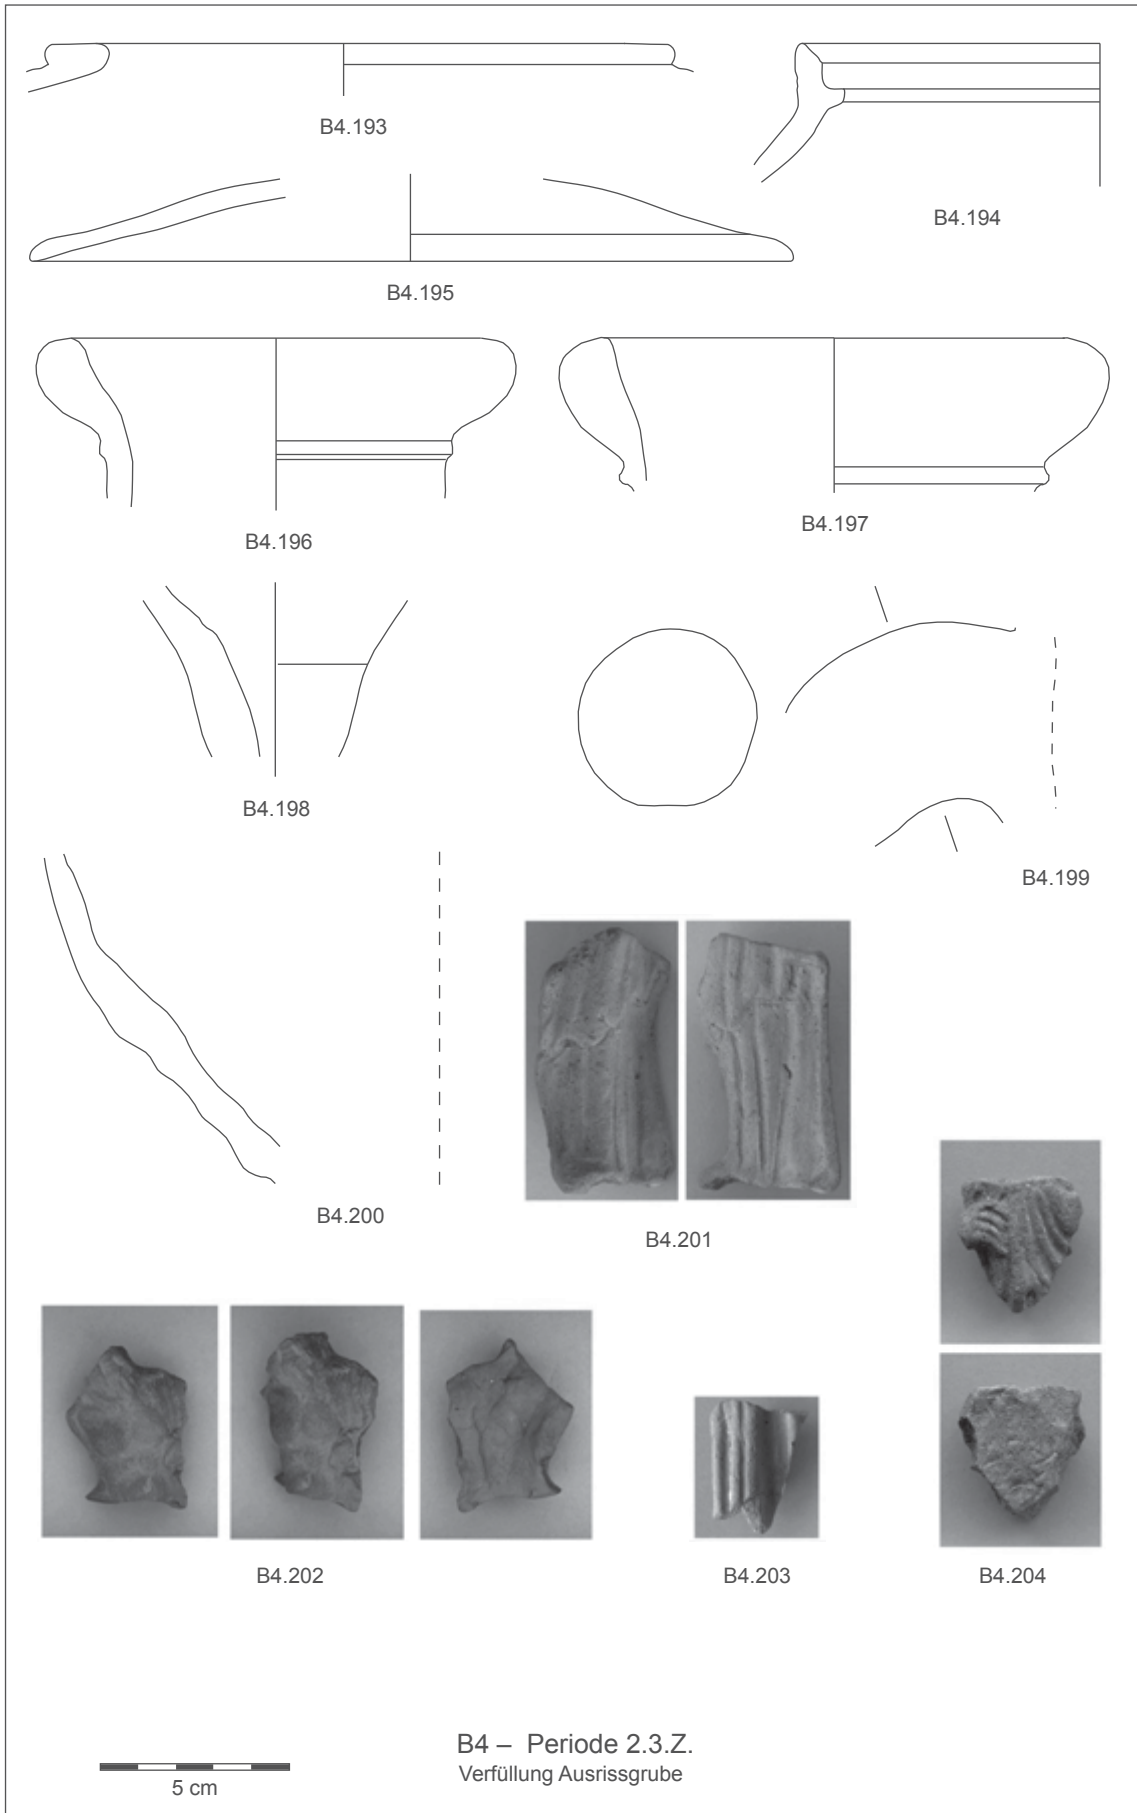 B4.193
B4.194
B4.195
B4.196
B4.197
B4.198
B4.199
B4.200
B4.201
B4.202
B4.203
B4.204
B4 – Periode 2.3.Z.
Verfüllung Ausrissgrube
5 cm